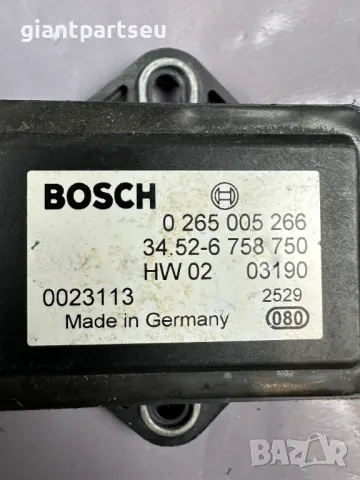 giantpartseu
BOSCH
0 265 005 266
34.52-6 758 750
HW 02 03190
0023113 2529
Made in Germany 080
BAZAR